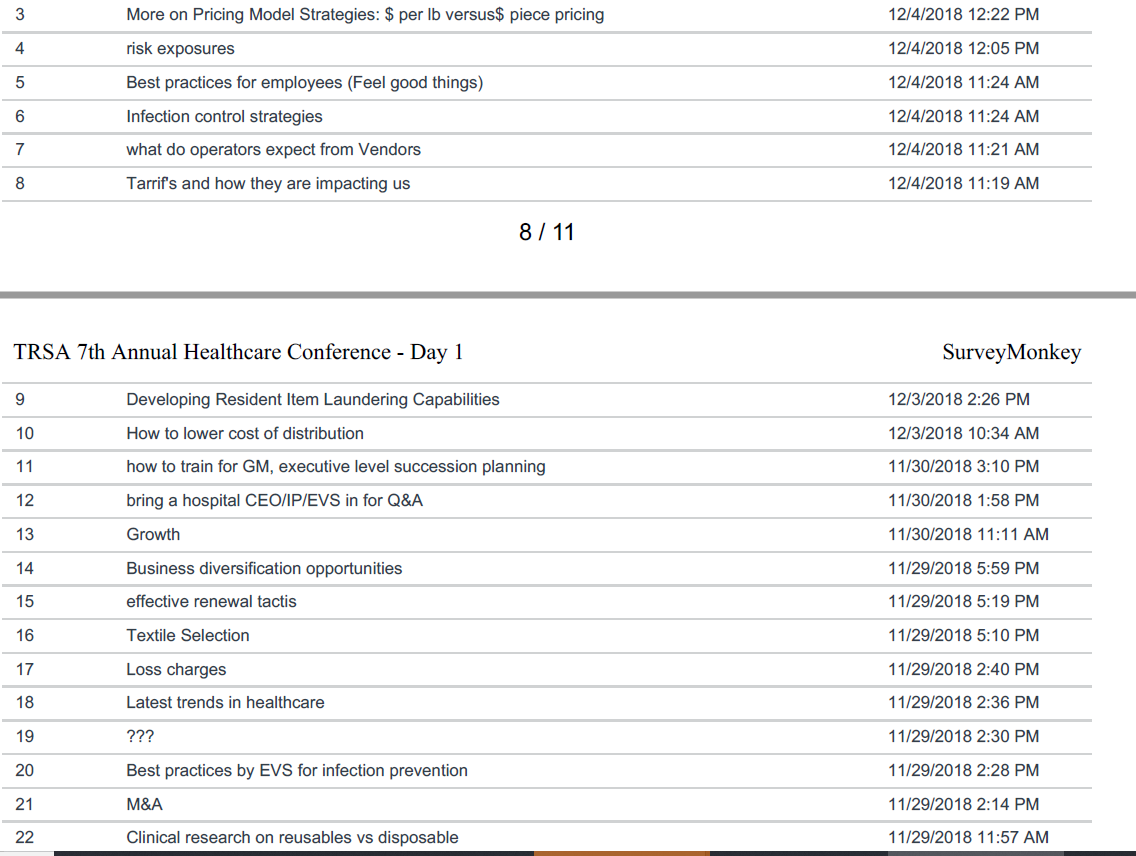 3 More on Pricing Model Strategies: $ per lb versus$ piece pricing 12/4/2018 12:22 PM
4 risk exposures 12/4/2018 12:05 PM
5 Best practices for employees (Feel good things) 12/4/2018 11:24 AM
6 Infection control strategies 12/4/2018 11:24 AM
7 what do operators expect from Vendors 12/4/2018 11:21 AM
8 Tarrif's and how they are impacting us 12/4/2018 11:19 AM
8 / 11
TRSA 7th Annual Healthcare Conference - Day 1 SurveyMonkey
9 Developing Resident Item Laundering Capabilities 12/3/2018 2:26 PM
10 How to lower cost of distribution 12/3/2018 10:34 AM
11 how to train for GM, executive level succession planning 11/30/2018 3:10 PM
12 bring a hospital CEO/IP/EVS in for Q&A 11/30/2018 1:58 PM
13 Growth 11/30/2018 11:11 AM
14 Business diversification opportunities 11/29/2018 5:59 PM
15 effective renewal tactis 11/29/2018 5:19 PM
16 Textile Selection 11/29/2018 5:10 PM
17 Loss charges 11/29/2018 2:40 PM
18 Latest trends in healthcare 11/29/2018 2:36 PM
19 ??? 11/29/2018 2:30 PM
20 Best practices by EVS for infection prevention 11/29/2018 2:28 PM
21 M&A 11/29/2018 2:14 PM
22 Clinical research on reusables vs disposable 11/29/2018 11:57 AM